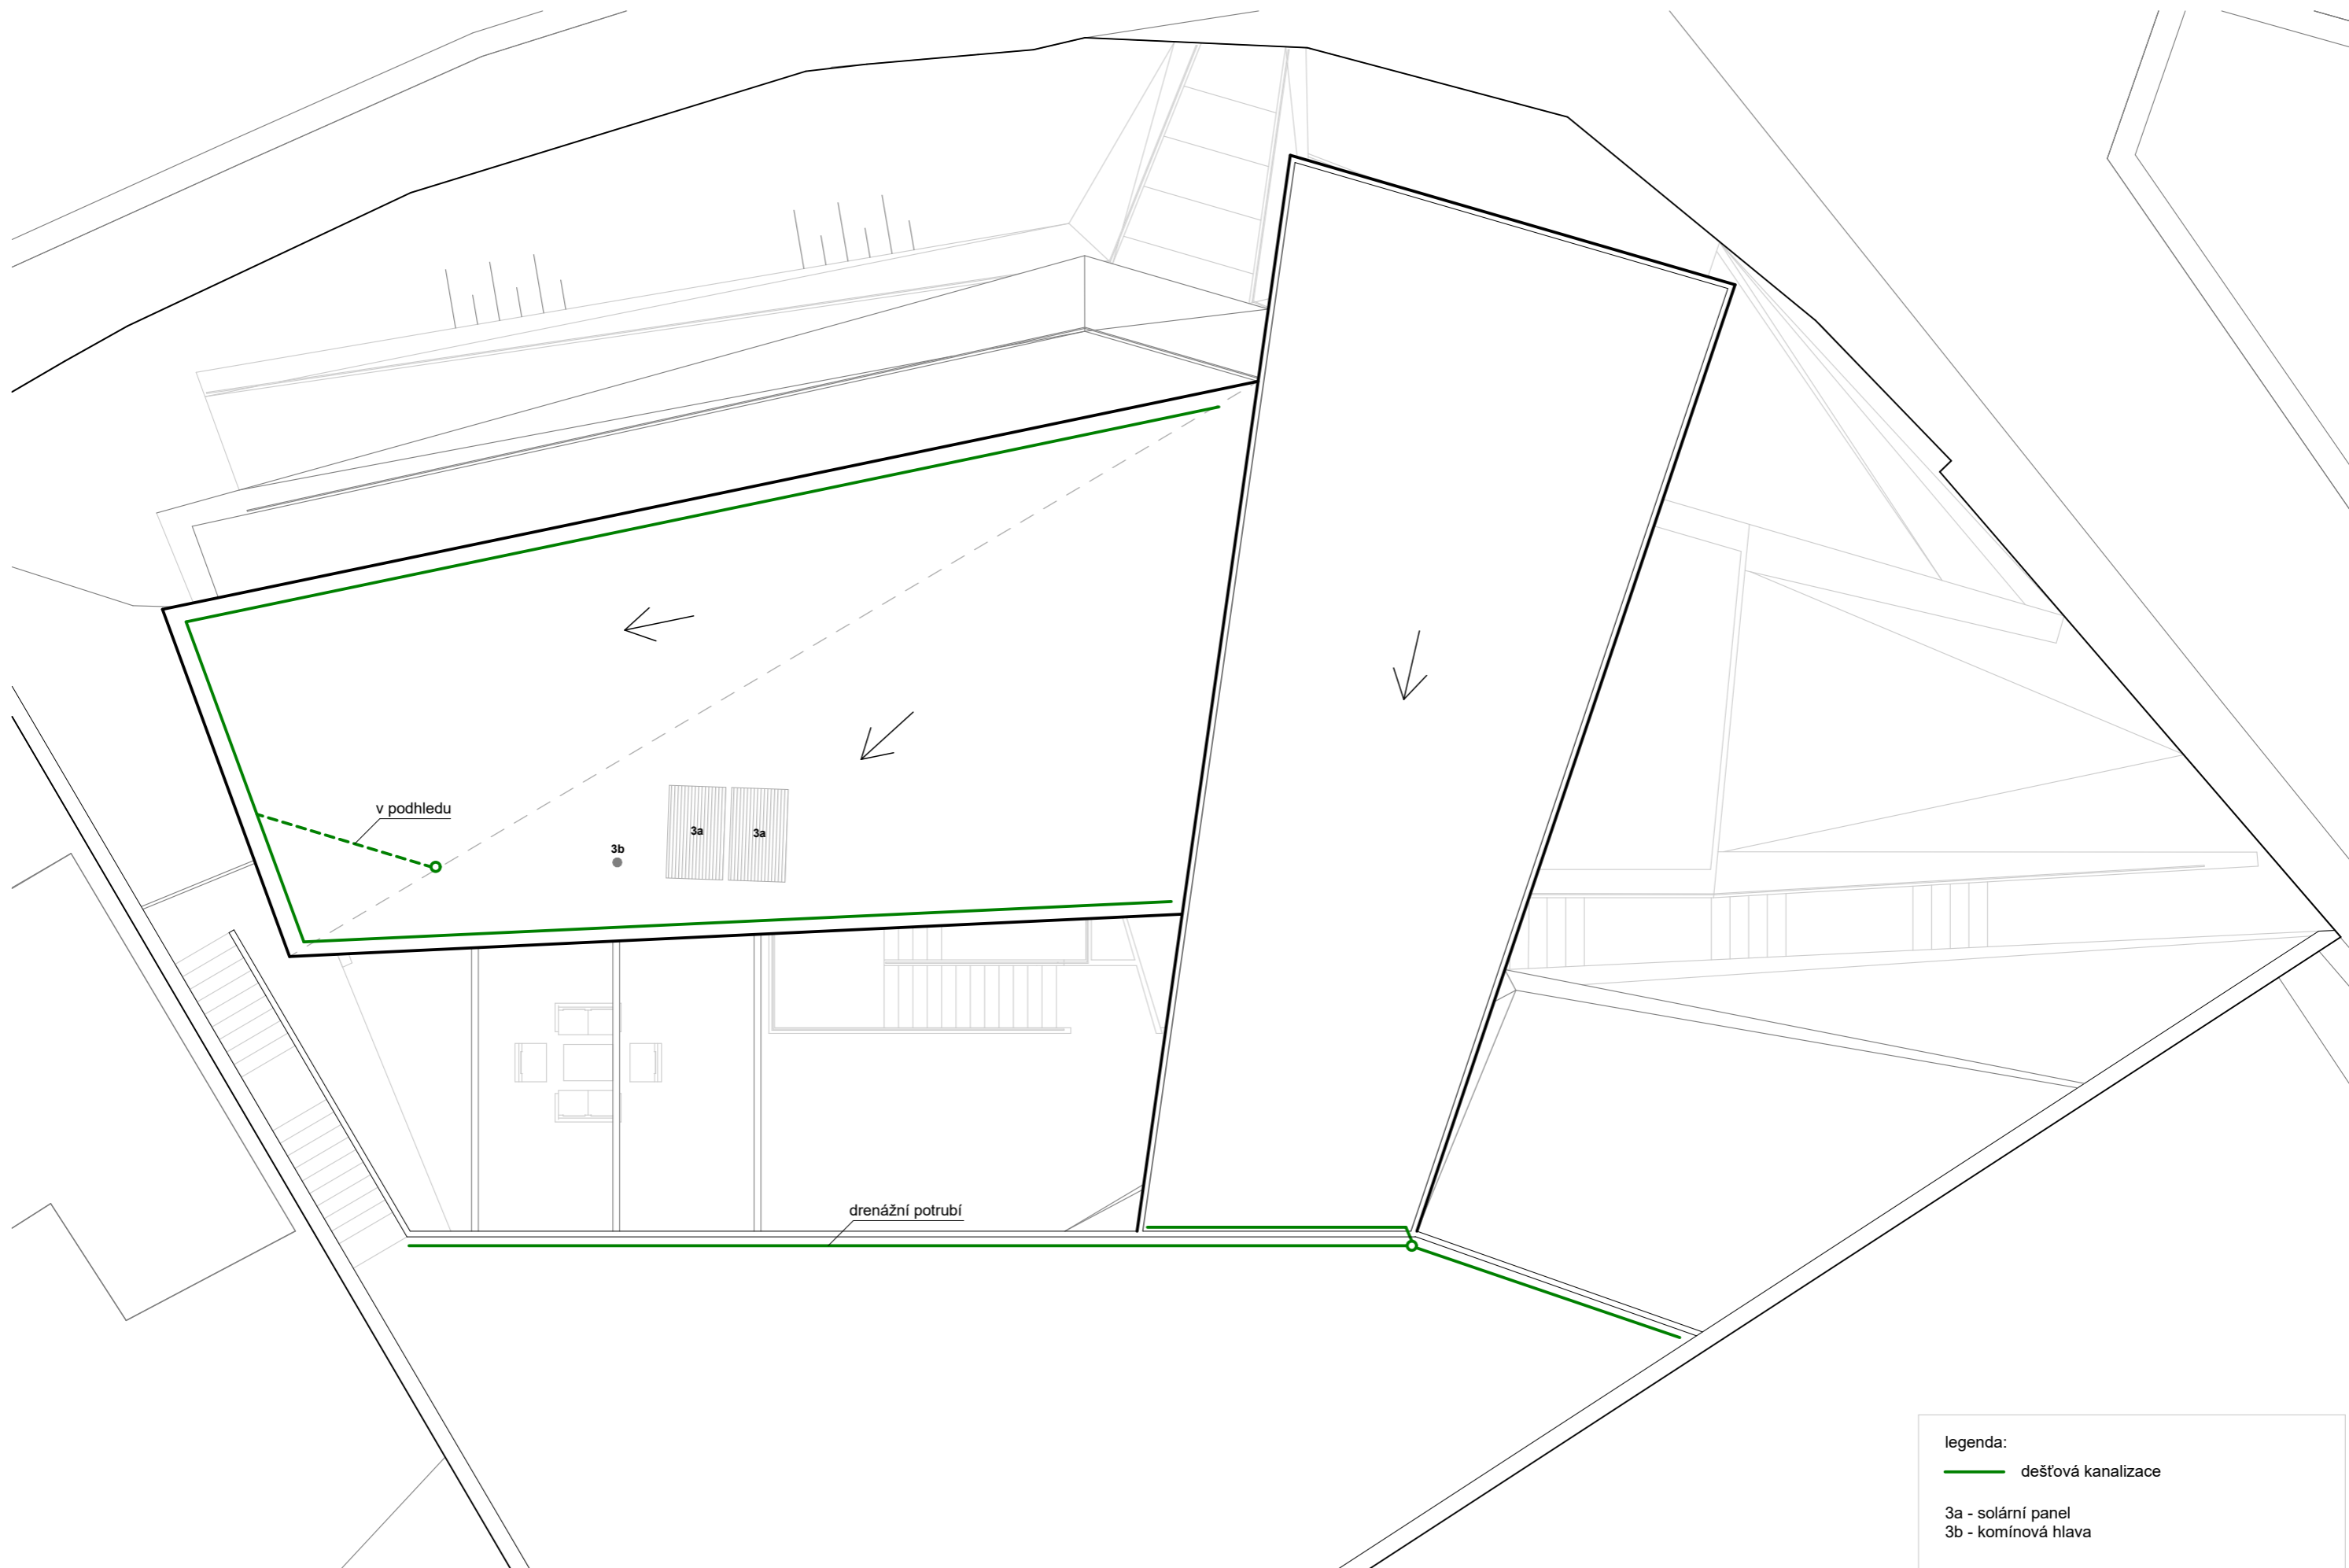 v podhledu
3a
3a
3b
drenážní potrubí
legenda:
dešťová kanalizace
3a - solární panel
3b - komínová hlava